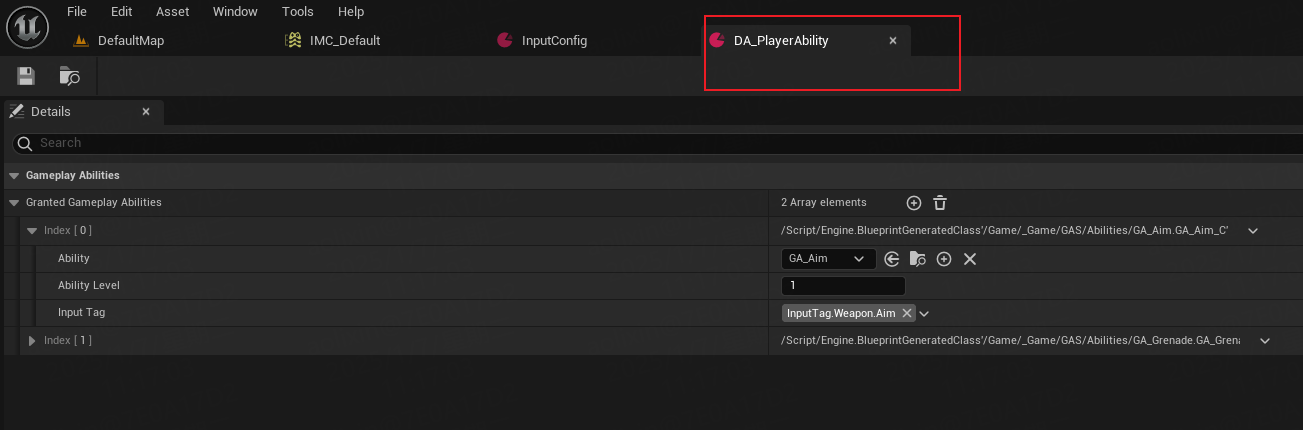 File Edit Asset Window Tools Help
DefaultMap IMC_Default InputConfig DA_PlayerAbility
Details
Search
Gameplay Abilities
Granted Gameplay Abilities 2 Array elements
Index [ 0 ] /Script/Engine.BlueprintGeneratedClass'/Game/_Game/GAS/Abilities/GA_Aim.GA_Aim_C'
Ability GA_Aim
Ability Level 1
Input Tag InputTag.Weapon.Aim
Index [ 1 ] /Script/Engine.BlueprintGeneratedClass'/Game/_Game/GAS/Abilities/GA_Grenade.GA_Grena